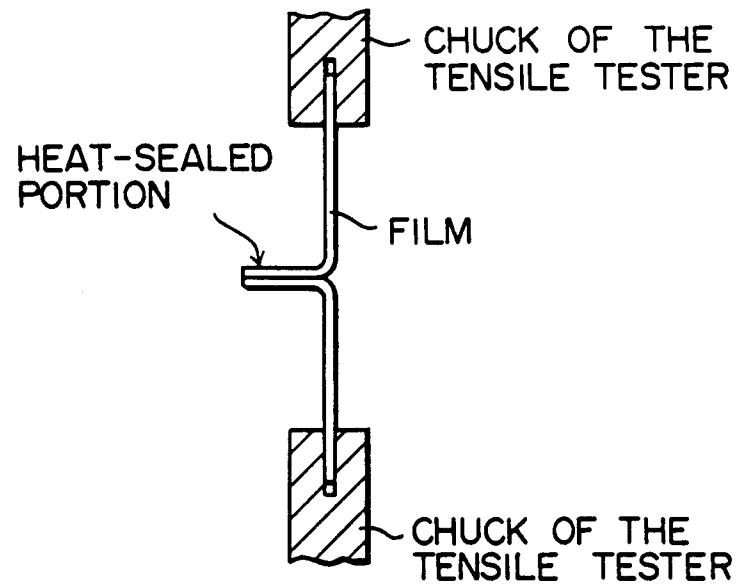 CHUCK OF THE
TENSILE TESTER
HEAT-SEALED
PORTION
FILM
CHUCK OF THE
TENSILE TESTER